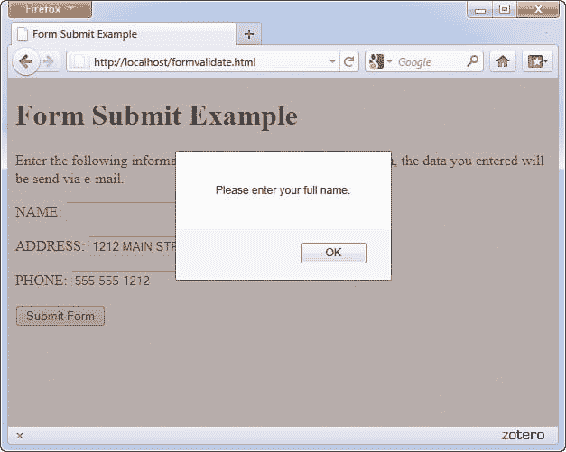 Firefox
Form Submit Example
http://localhost/formvalidate.html
Google
Form Submit Example
Enter the following informa
, the data you entered will
be send via e-mail.
Please enter your full name.
NAME
ADDRESS: 1212 MAIN STR
OK
PHONE: 555-555-1212
Submit Form
× zotero